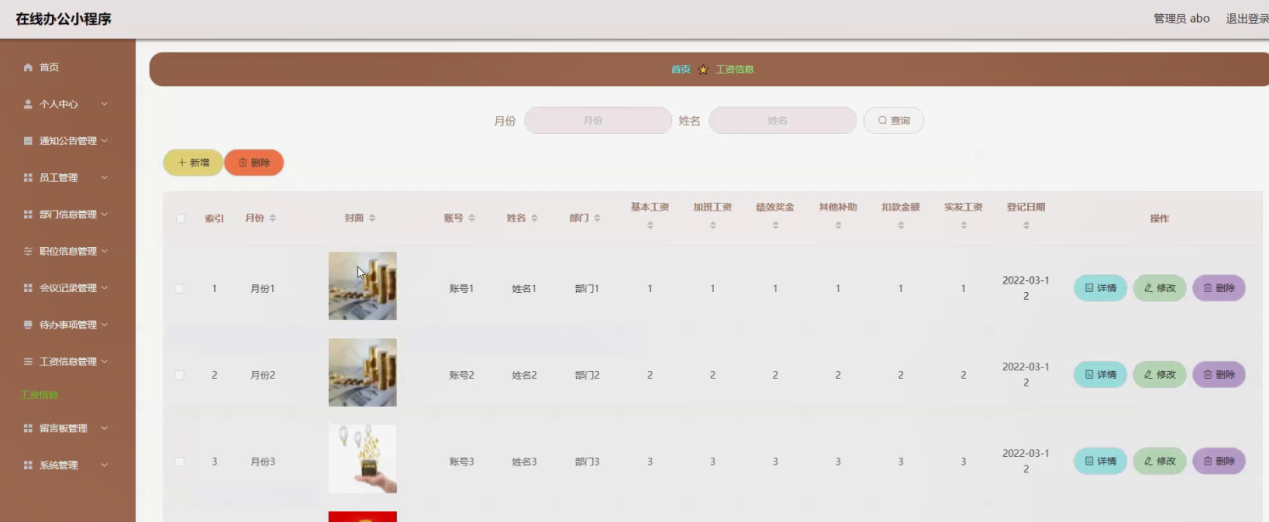 在线办公小程序
管理员 abo 退出登录
首页
个人中心
通知公告管理
员工管理
部门信息管理
职位信息管理
会议记录管理
待办事项管理
工资信息管理
工资信息
留言板管理
系统管理
首页 工资信息
月份 月份 姓名 姓名 查询
新增 删除
索引 月份 封面 账号 姓名 部门 基本工资 加班工资 绩效奖金 其他补助 扣款金额 实发工资 登记日期 操作
1 月份1 账号1 姓名1 部门1 1 1 1 1 1 1 2022-03-1
2
详情 修改 删除
2 月份2 账号2 姓名2 部门2 2 2 2 2 2 2 2022-03-1
2
详情 修改 删除
3 月份3 账号3 姓名3 部门3 3 3 3 3 3 3 2022-03-1
2
详情 修改 删除